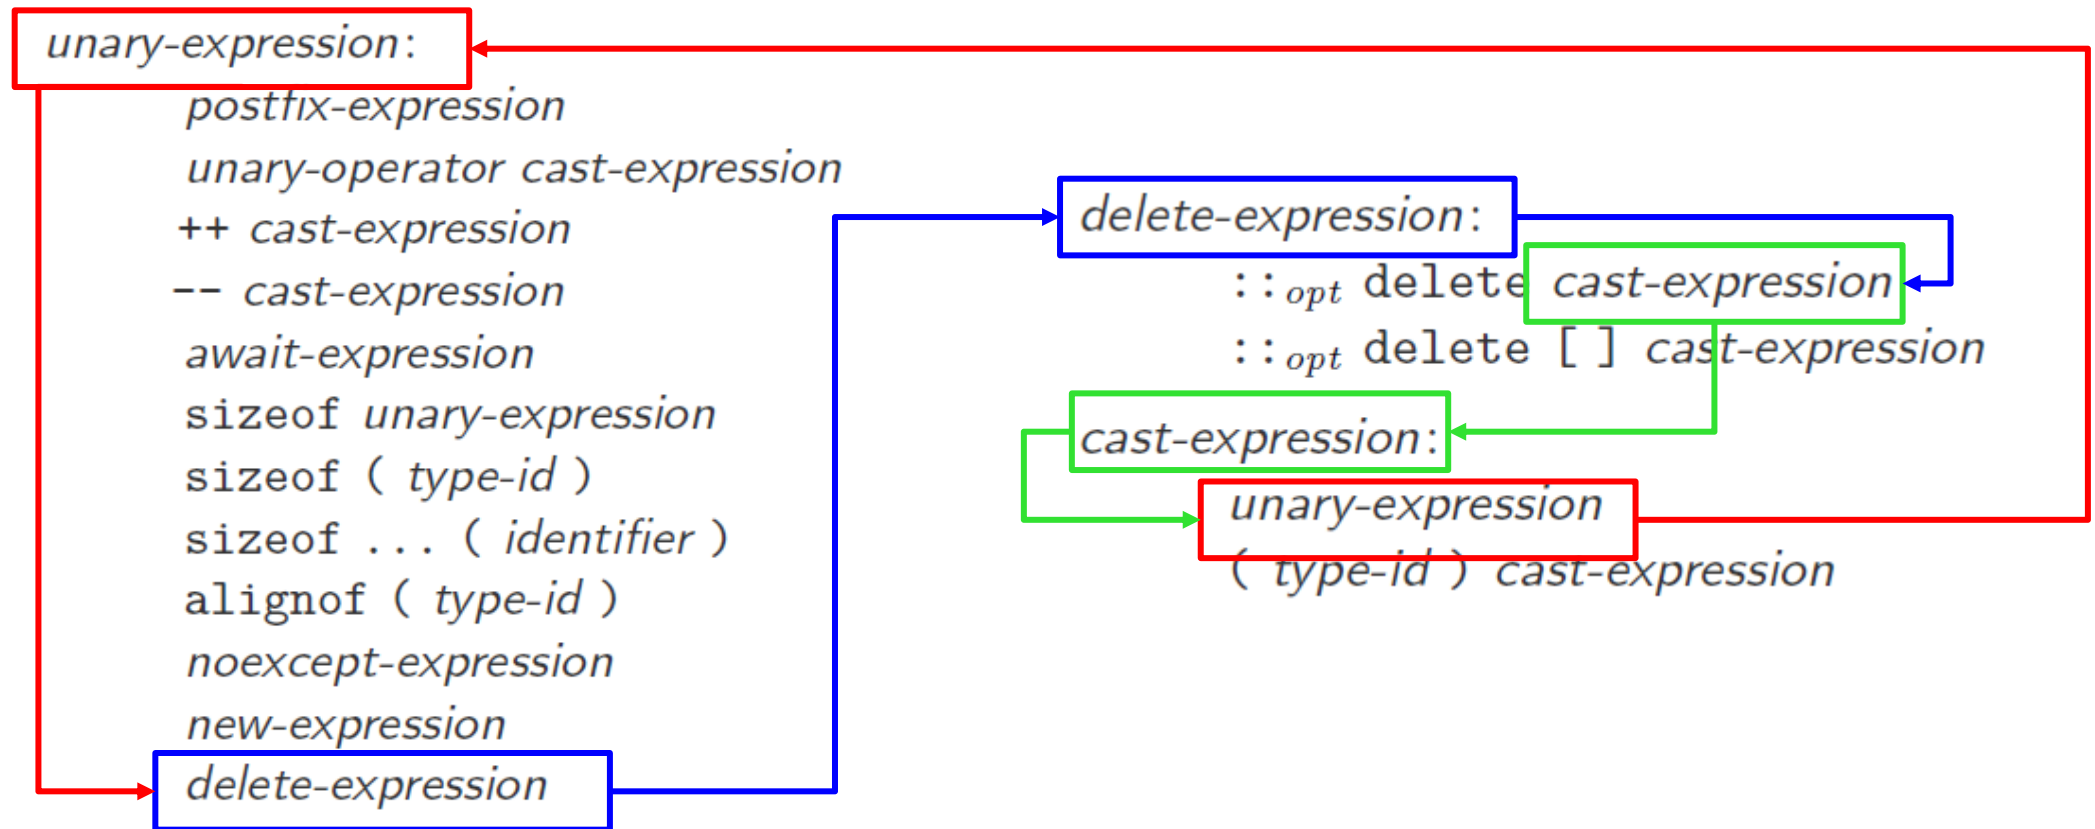 unary-expression:
postfix-expression
unary-operator cast-expression
++ cast-expression
-- cast-expression
await-expression
sizeof unary-expression
sizeof ( type-id )
sizeof ... ( identifier )
alignof ( type-id )
noexcept-expression
new-expression
delete-expression
delete-expression:
::opt delete cast-expression
::opt delete [ ] cast-expression
cast-expression:
unary-expression
( type-id ) cast-expression